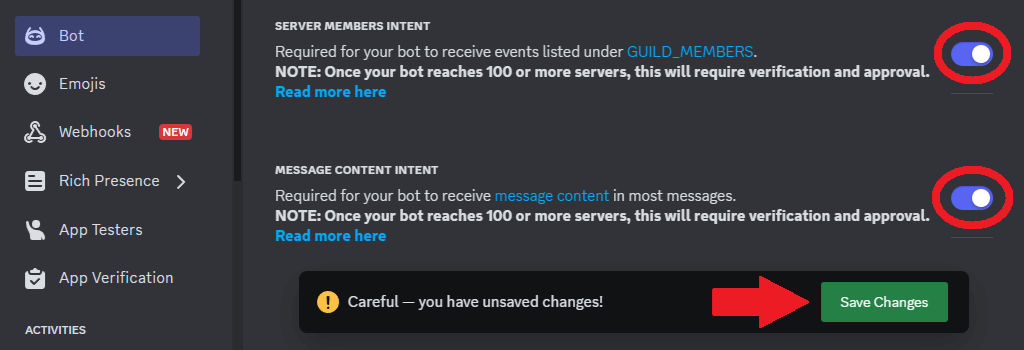 Bot
Emojis
Webhooks NEW
Rich Presence
App Testers
App Verification
ACTIVITIES
SERVER MEMBERS INTENT
Required for your bot to receive events listed under GUILD_MEMBERS.
NOTE: Once your bot reaches 100 or more servers, this will require verification and approval.
Read more here
MESSAGE CONTENT INTENT
Required for your bot to receive message content in most messages.
NOTE: Once your bot reaches 100 or more servers, this will require verification and approval.
Read more here
Careful — you have unsaved changes!
Save Changes